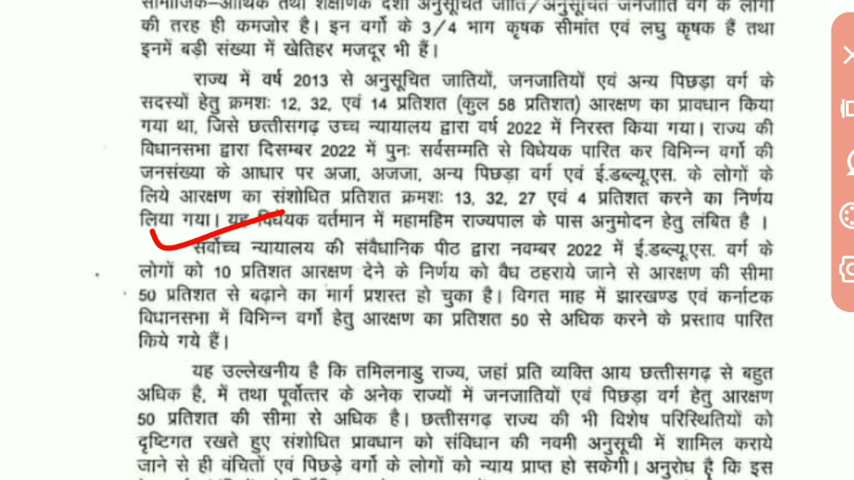 सामाजिक–आर्थिक तथा शैक्षणिक दशा अनुसूचित जाति/अनुसूचित जनजाति वर्ग के लोगों
की तरह ही कमजोर है। इन वर्गो के 3/4 भाग कृषक सीमांत एवं लघु कृषक हैं तथा
इनमें बड़ी संख्या में खेतिहर मजदूर भी हैं।
राज्य में वर्ष 2013 से अनुसूचित जातियों, जनजातियों एवं अन्य पिछड़ा वर्ग के
सदस्यों हेतु क्रमशः 12, 32, एवं 14 प्रतिशत (कुल 58 प्रतिशत) आरक्षण का प्रावधान किया
गया था, जिसे छत्तीसगढ़ उच्च न्यायालय द्वारा वर्ष 2022 में निरस्त किया गया। राज्य की
विधानसभा द्वारा दिसम्बर 2022 में पुनः सर्वसम्मति से विधेयक पारित कर विभिन्न वर्गो की
जनसंख्या के आधार पर अजा, अजजा, अन्य पिछड़ा वर्ग एवं ई.डब्ल्यू.एस. के लोगों के
लिये आरक्षण का संशोधित प्रतिशत क्रमशः 13, 32, 27 एवं 4 प्रतिशत करने का निर्णय
लिया गया। यह विधेयक वर्तमान में महामहिम राज्यपाल के पास अनुमोदन हेतु लंबित है ।
सर्वोच्च न्यायालय की संवैधानिक पीठ द्वारा नवम्बर 2022 में ई.डब्ल्यू.एस. वर्ग के
लोगों को 10 प्रतिशत आरक्षण देने के निर्णय को वैध ठहराये जाने से आरक्षण की सीमा
50 प्रतिशत से बढ़ाने का मार्ग प्रशस्त हो चुका है। विगत माह में झारखण्ड एवं कर्नाटक
विधानसभा में विभिन्न वर्गो हेतु आरक्षण का प्रतिशत 50 से अधिक करने के प्रस्ताव पारित
किये गये हैं।
यह उल्लेखनीय है कि तमिलनाडु राज्य, जहां प्रति व्यक्ति आय छत्तीसगढ़ से बहुत
अधिक है, में तथा पूर्वोत्तर के अनेक राज्यों में जनजातियों एवं पिछड़ा वर्ग हेतु आरक्षण
50 प्रतिशत की सीमा से अधिक है। छत्तीसगढ़ राज्य की भी विशेष परिस्थितियों को
दृष्टिगत रखते हुए संशोधित प्रावधान को संविधान की नवमी अनुसूची में शामिल कराये
जाने से ही वंचितों एवं पिछड़े वर्गो के लोगों को न्याय प्राप्त हो सकेगी। अनुरोध है कि इस